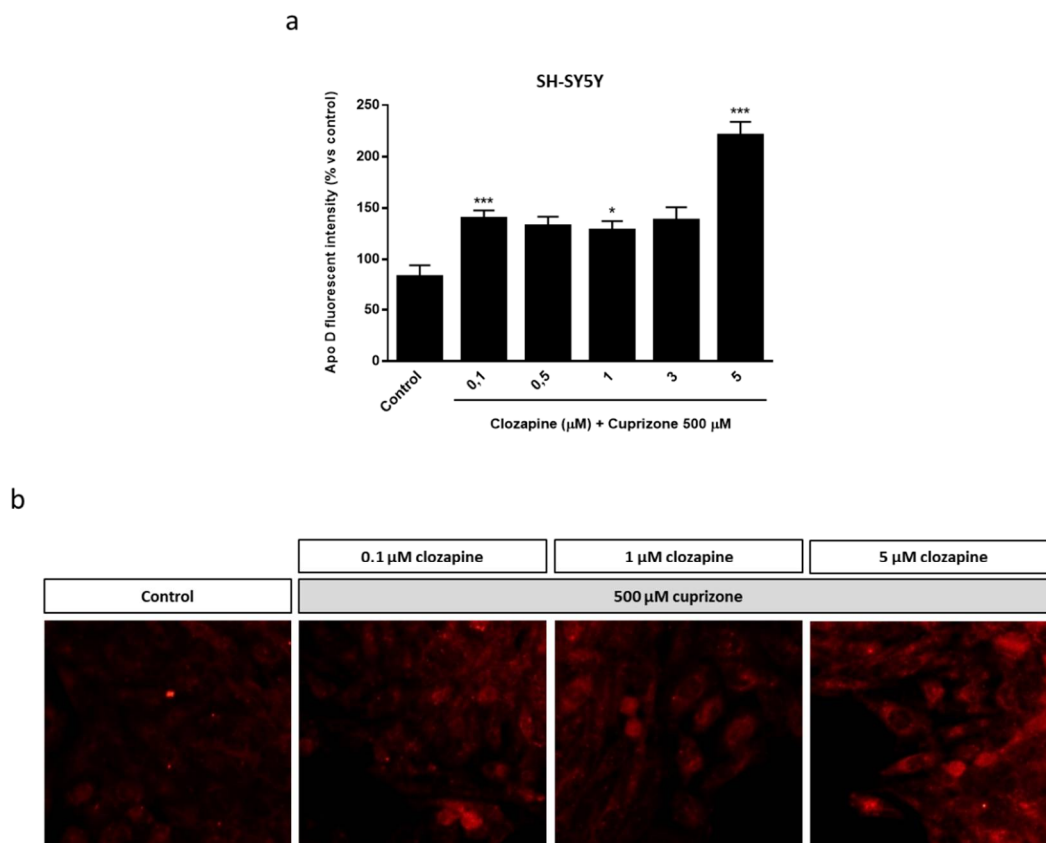 a
SH-SY5Y
Apo D fluorescent intensity (% vs control)
250
200
150
100
50
0
***
*
***
Control
0,1
0,5
1
3
5
Clozapine (μM) + Cuprizone 500 μM
b
0.1 μM clozapine
1 μM clozapine
5 μM clozapine
Control
500 μM cuprizone